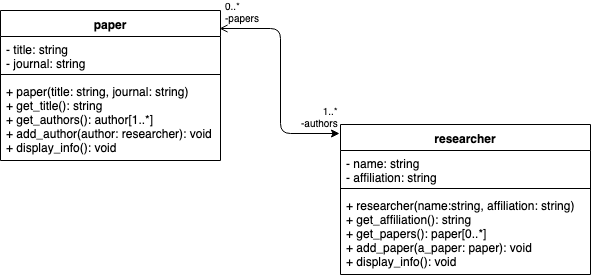 paper
- title: string
- journal: string
+ paper(title: string, journal: string)
+ get_title(): string
+ get_authors(): author[1..*]
+ add_author(author: researcher): void
+ display_info(): void
0..*
-papers
1..*
-authors
researcher
- name: string
- affiliation: string
+ researcher(name:string, affiliation: string)
+ get_affiliation(): string
+ get_papers(): paper[0..*]
+ add_paper(a_paper: paper): void
+ display_info(): void